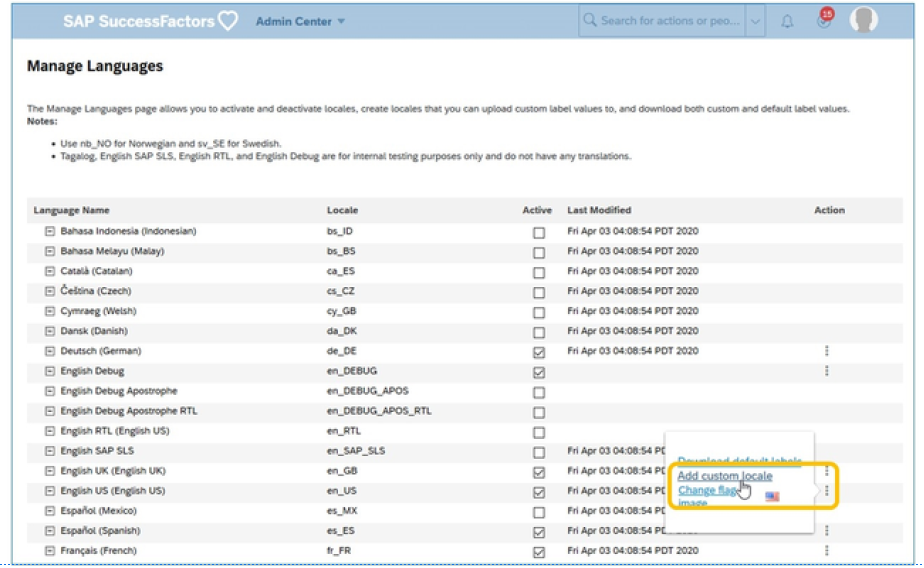 SAP SuccessFactors Admin Center
Search for actions or peo...
15
Manage Languages
The Manage Languages page allows you to activate and deactivate locales, create locales that you can upload custom label values to, and download both custom and default label values.
Notes:
• Use nb_NO for Norwegian and sv_SE for Swedish.
• Tagalog, English SAP SLS, English RTL, and English Debug are for internal testing purposes only and do not have any translations.
Language Name Locale Active Last Modified Action
Bahasa Indonesia (Indonesian) bs_ID Fri Apr 03 04:08:54 PDT 2020
Bahasa Melayu (Malay) bs_BS Fri Apr 03 04:08:54 PDT 2020
Català (Catalan) ca_ES Fri Apr 03 04:08:54 PDT 2020
Čeština (Czech) cs_CZ Fri Apr 03 04:08:54 PDT 2020
Cymraeg (Welsh) cy_GB Fri Apr 03 04:08:54 PDT 2020
Dansk (Danish) da_DK Fri Apr 03 04:08:54 PDT 2020
Deutsch (German) de_DE Fri Apr 03 04:08:54 PDT 2020
English Debug en_DEBUG
English Debug Apostrophe en_DEBUG_APOS
English Debug Apostrophe RTL en_DEBUG_APOS_RTL
English RTL (English US) en_RTL
English SAP SLS en_SAP_SLS Fri Apr 03 04:08:54 PD
Download default labels
English UK (English UK) en_GB Fri Apr 03 04:08:54 PD
Add custom locale
English US (English US) en_US Fri Apr 03 04:08:54 PD
Change flag
image
Español (Mexico) es_MX Fri Apr 03 04:08:54 PD
Español (Spanish) es_ES Fri Apr 03 04:08:54 PD
Français (French) fr_FR Fri Apr 03 04:08:54 PDT 2020